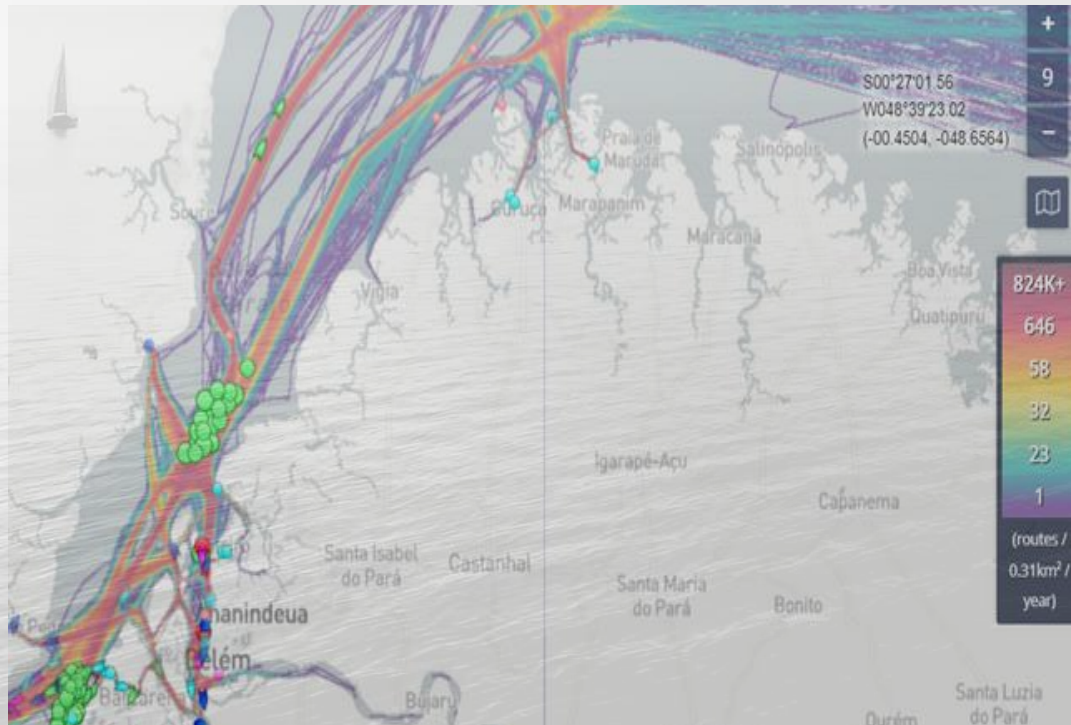 +
S00°27'01.56
9
W048°39'23.02
(-00.4504, -048.6564)
−
Praia de
Marudá
Salinópolis
Soure
Curuça
Marapanim
Maracanã
Boa Vista
Vigia
824K+
Quatipuru
646
58
32
23
1
Igarapé-Açu
Capanema
(routes /
0.31km² /
year)
Santa Isabel
do Pará
Castanhal
Santa Maria
do Pará
Bonito
nanindeua
Belém
Barcarena
Bujaru
Santa Luzia
do Pará
Ourém